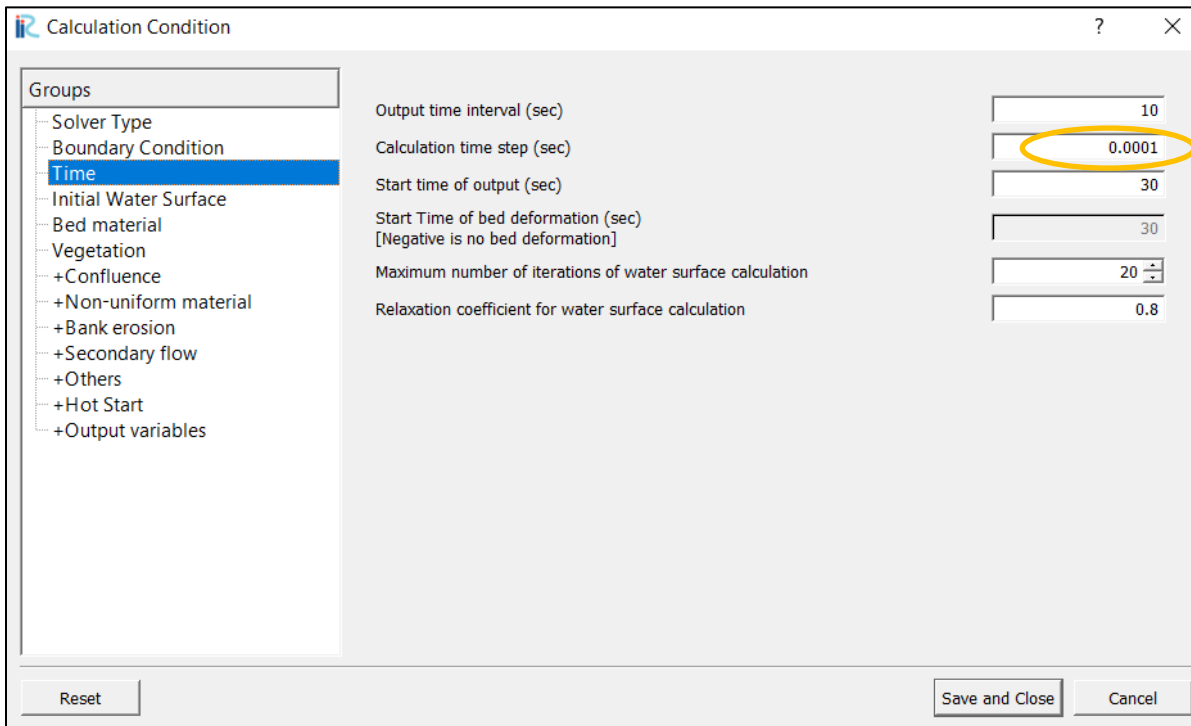 iRIC Calculation Condition
?
Groups
Solver Type
Boundary Condition
Time
Initial Water Surface
Bed material
Vegetation
+Confluence
+Non-uniform material
+Bank erosion
+Secondary flow
+Others
+Hot Start
+Output variables
Output time interval (sec) 10
Calculation time step (sec) 0.0001
Start time of output (sec) 30
Start Time of bed deformation (sec)
[Negative is no bed deformation] 30
Maximum number of iterations of water surface calculation 20
Relaxation coefficient for water surface calculation 0.8
Reset Save and Close Cancel